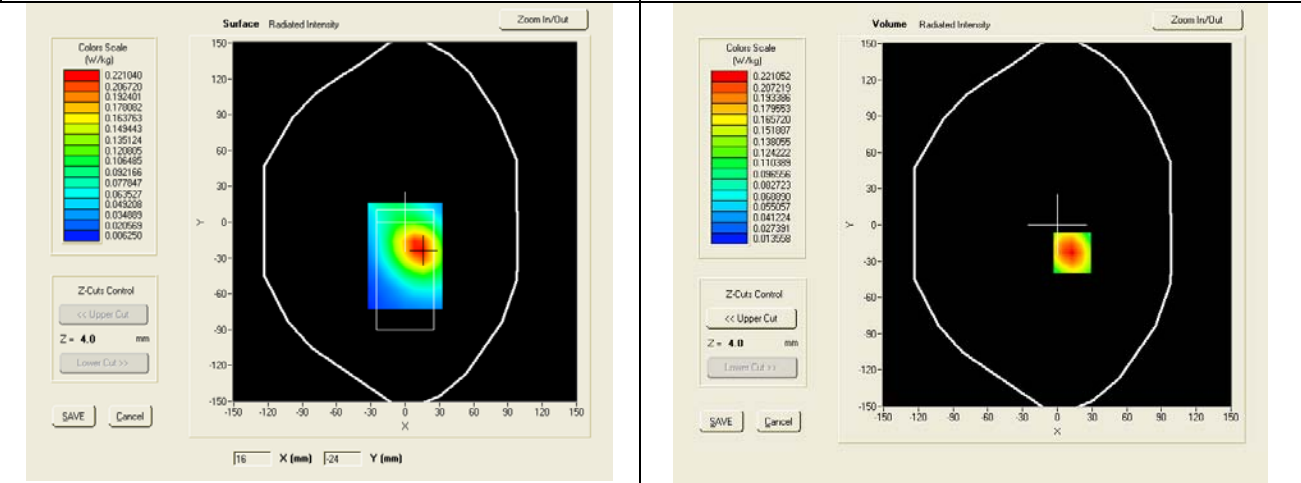 Surface Radiated Intensity
Zoom In/Out
Colors Scale
(W/kg)
0.221040
0.206720
0.192401
0.178082
0.163763
0.149443
0.135124
0.120805
0.106485
0.092166
0.077847
0.063527
0.049208
0.034889
0.020569
0.006250
Z-Cuts Control
<< Upper Cut
Z = 4.0 mm
Lower Cut >>
SAVE Cancel
Y
150
120
90
60
30
0
-30
-60
-90
-120
-150
-150 -120 -90 -60 -30 0 30 60 90 120 150
X
16 X (mm) -24 Y (mm)
Volume Radiated Intensity
Zoom In/Out
Colors Scale
(W/kg)
0.221052
0.207219
0.193386
0.179553
0.165720
0.151887
0.138055
0.124222
0.110389
0.096556
0.082723
0.068890
0.055057
0.041224
0.027391
0.013558
Z-Cuts Control
<< Upper Cut
Z = 4.0 mm
Lower Cut >>
SAVE Cancel
Y
150
120
90
60
30
0
-30
-60
-90
-120
-150
-150 -120 -90 -60 -30 0 30 60 90 120 150
X